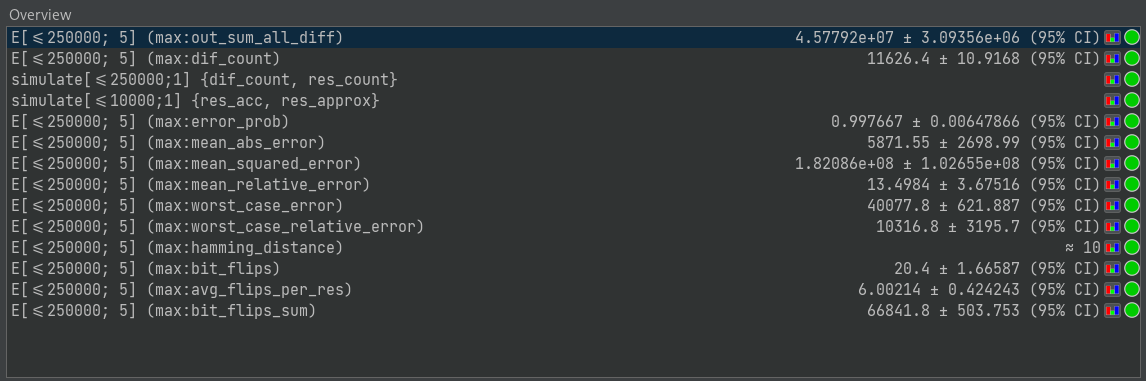 Overview
E[≤250000; 5] (max:out_sum_all_diff) 4.57792e+07 ± 3.09356e+06 (95% CI)
E[≤250000; 5] (max:dif_count) 11626.4 ± 10.9168 (95% CI)
simulate[≤250000;1] {dif_count, res_count}
simulate[≤10000;1] {res_acc, res_approx}
E[≤250000; 5] (max:error_prob) 0.997667 ± 0.00647866 (95% CI)
E[≤250000; 5] (max:mean_abs_error) 5871.55 ± 2698.99 (95% CI)
E[≤250000; 5] (max:mean_squared_error) 1.82086e+08 ± 1.02655e+08 (95% CI)
E[≤250000; 5] (max:mean_relative_error) 13.4984 ± 3.67516 (95% CI)
E[≤250000; 5] (max:worst_case_error) 40077.8 ± 621.887 (95% CI)
E[≤250000; 5] (max:worst_case_relative_error) 10316.8 ± 3195.7 (95% CI)
E[≤250000; 5] (max:hamming_distance) ≈ 10
E[≤250000; 5] (max:bit_flips) 20.4 ± 1.66587 (95% CI)
E[≤250000; 5] (max:avg_flips_per_res) 6.00214 ± 0.424243 (95% CI)
E[≤250000; 5] (max:bit_flips_sum) 66841.8 ± 503.753 (95% CI)